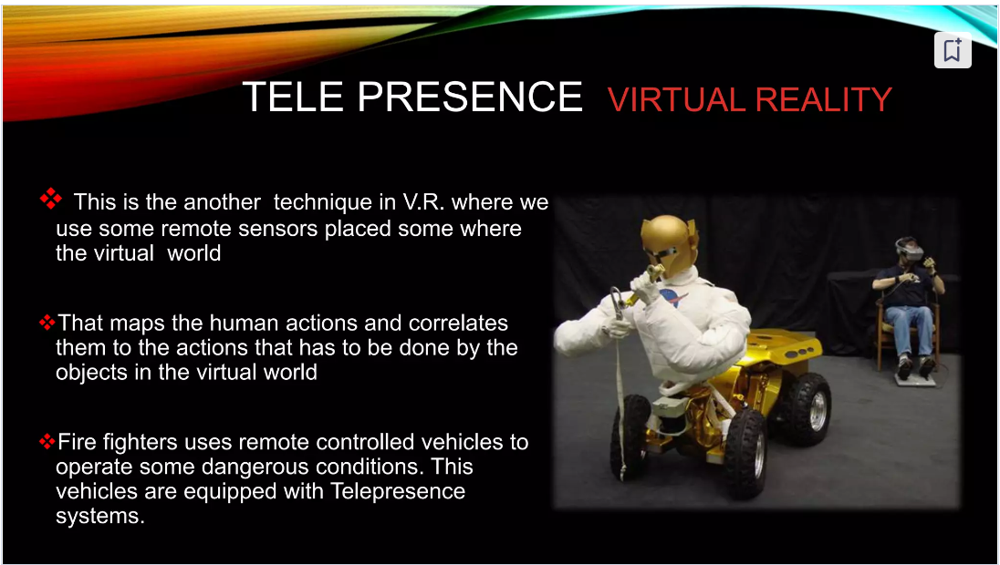 TELE PRESENCE VIRTUAL REALITY
This is the another technique in V.R. where we
use some remote sensors placed some where
the virtual world
That maps the human actions and correlates
them to the actions that has to be done by the
objects in the virtual world
Fire fighters uses remote controlled vehicles to
operate some dangerous conditions. This
vehicles are equipped with Telepresence
systems.